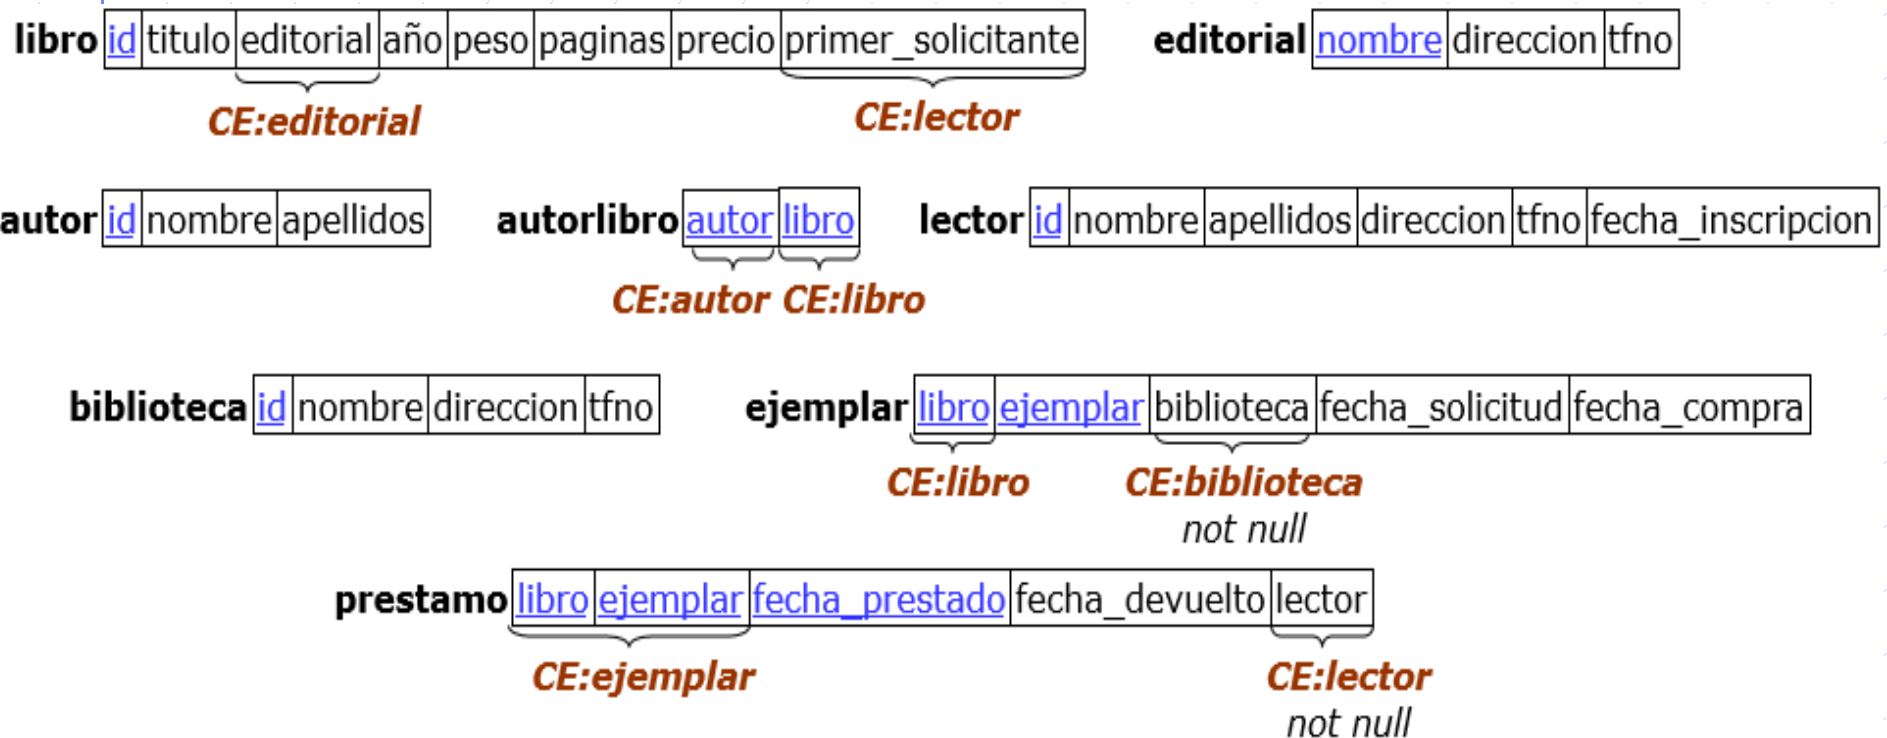 libro id titulo editorial año peso paginas precio primer_solicitante editorial nombre direccion tfno
CE:editorial CE:lector
autor id nombre apellidos autorlibro autor libro lector id nombre apellidos direccion tfno fecha_inscripcion
CE:autor CE:libro
biblioteca id nombre direccion tfno ejemplar libro ejemplar biblioteca fecha_solicitud fecha_compra
CE:libro CE:biblioteca
not null
prestamo libro ejemplar fecha_prestado fecha_devuelto lector
CE:ejemplar CE:lector
not null